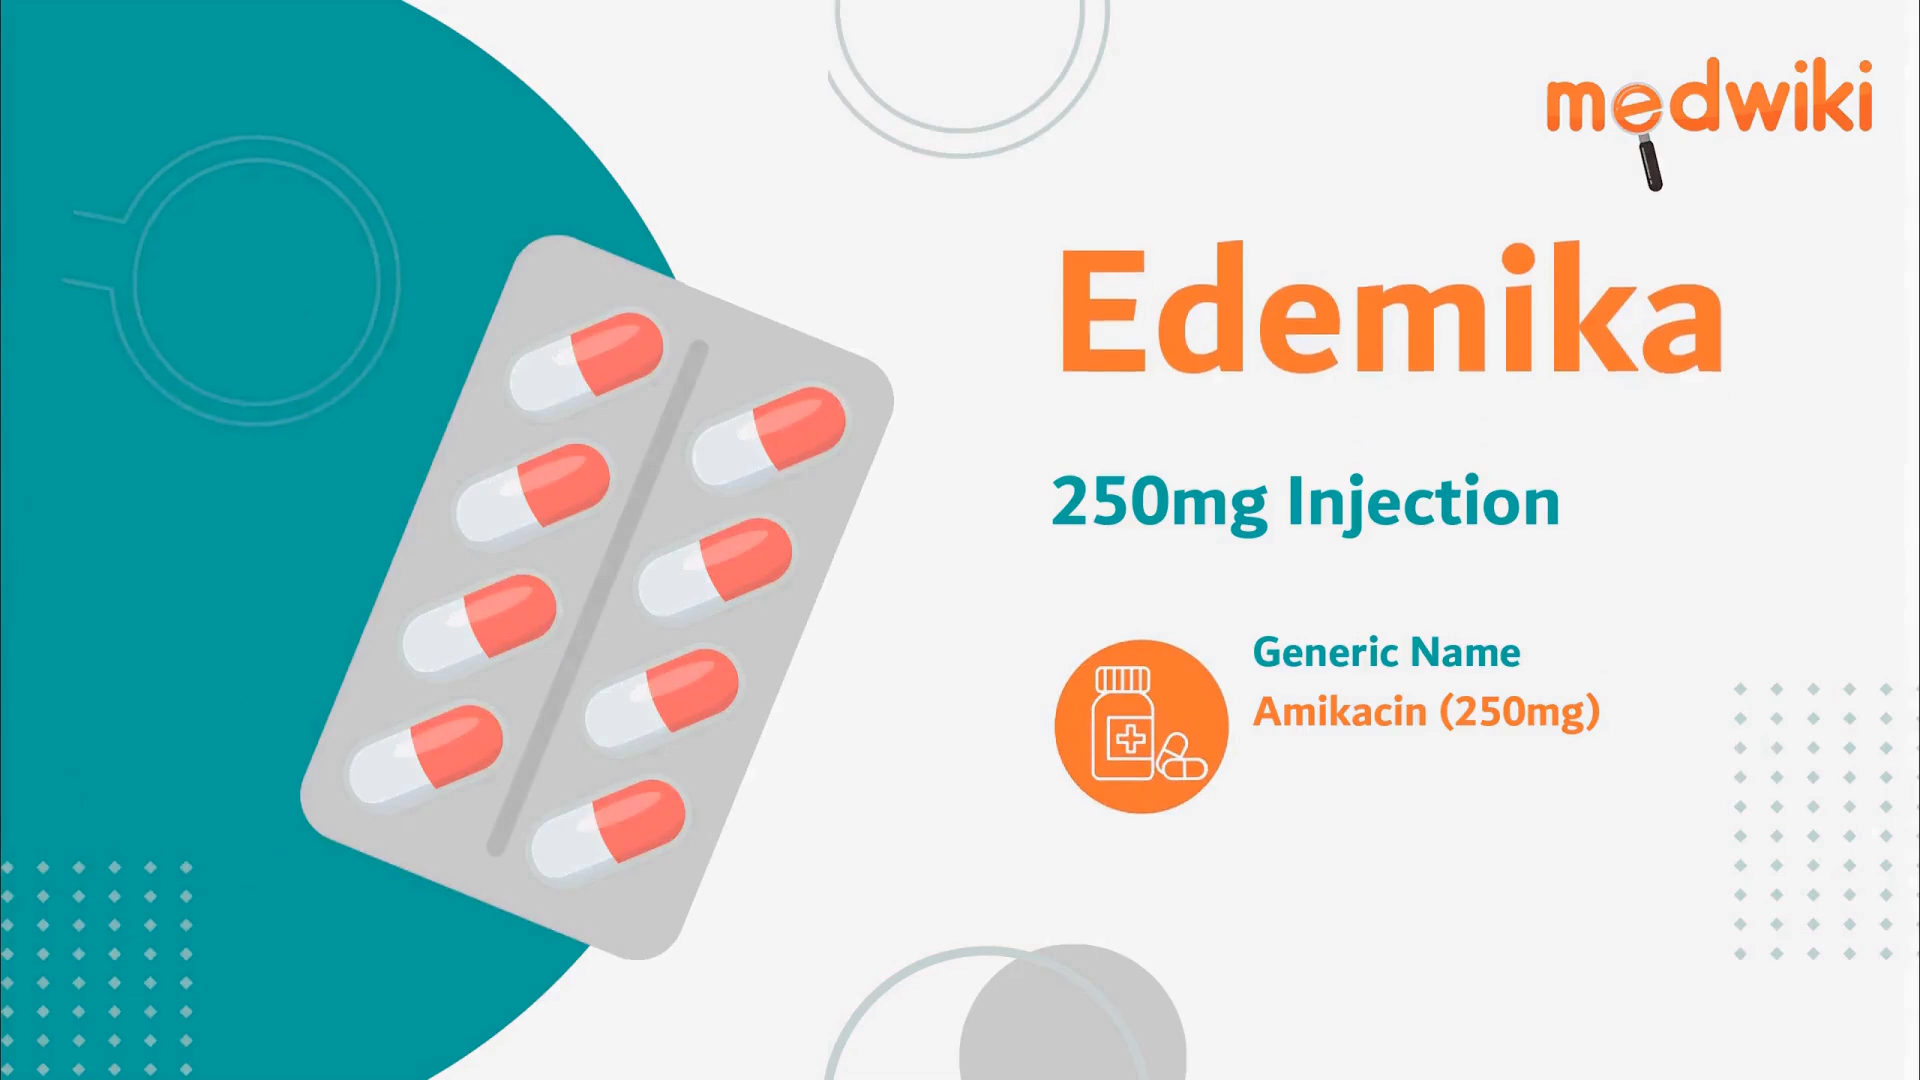 medwiki
Edemika
250mg Injection
Generic Name
Amikacin (250mg)